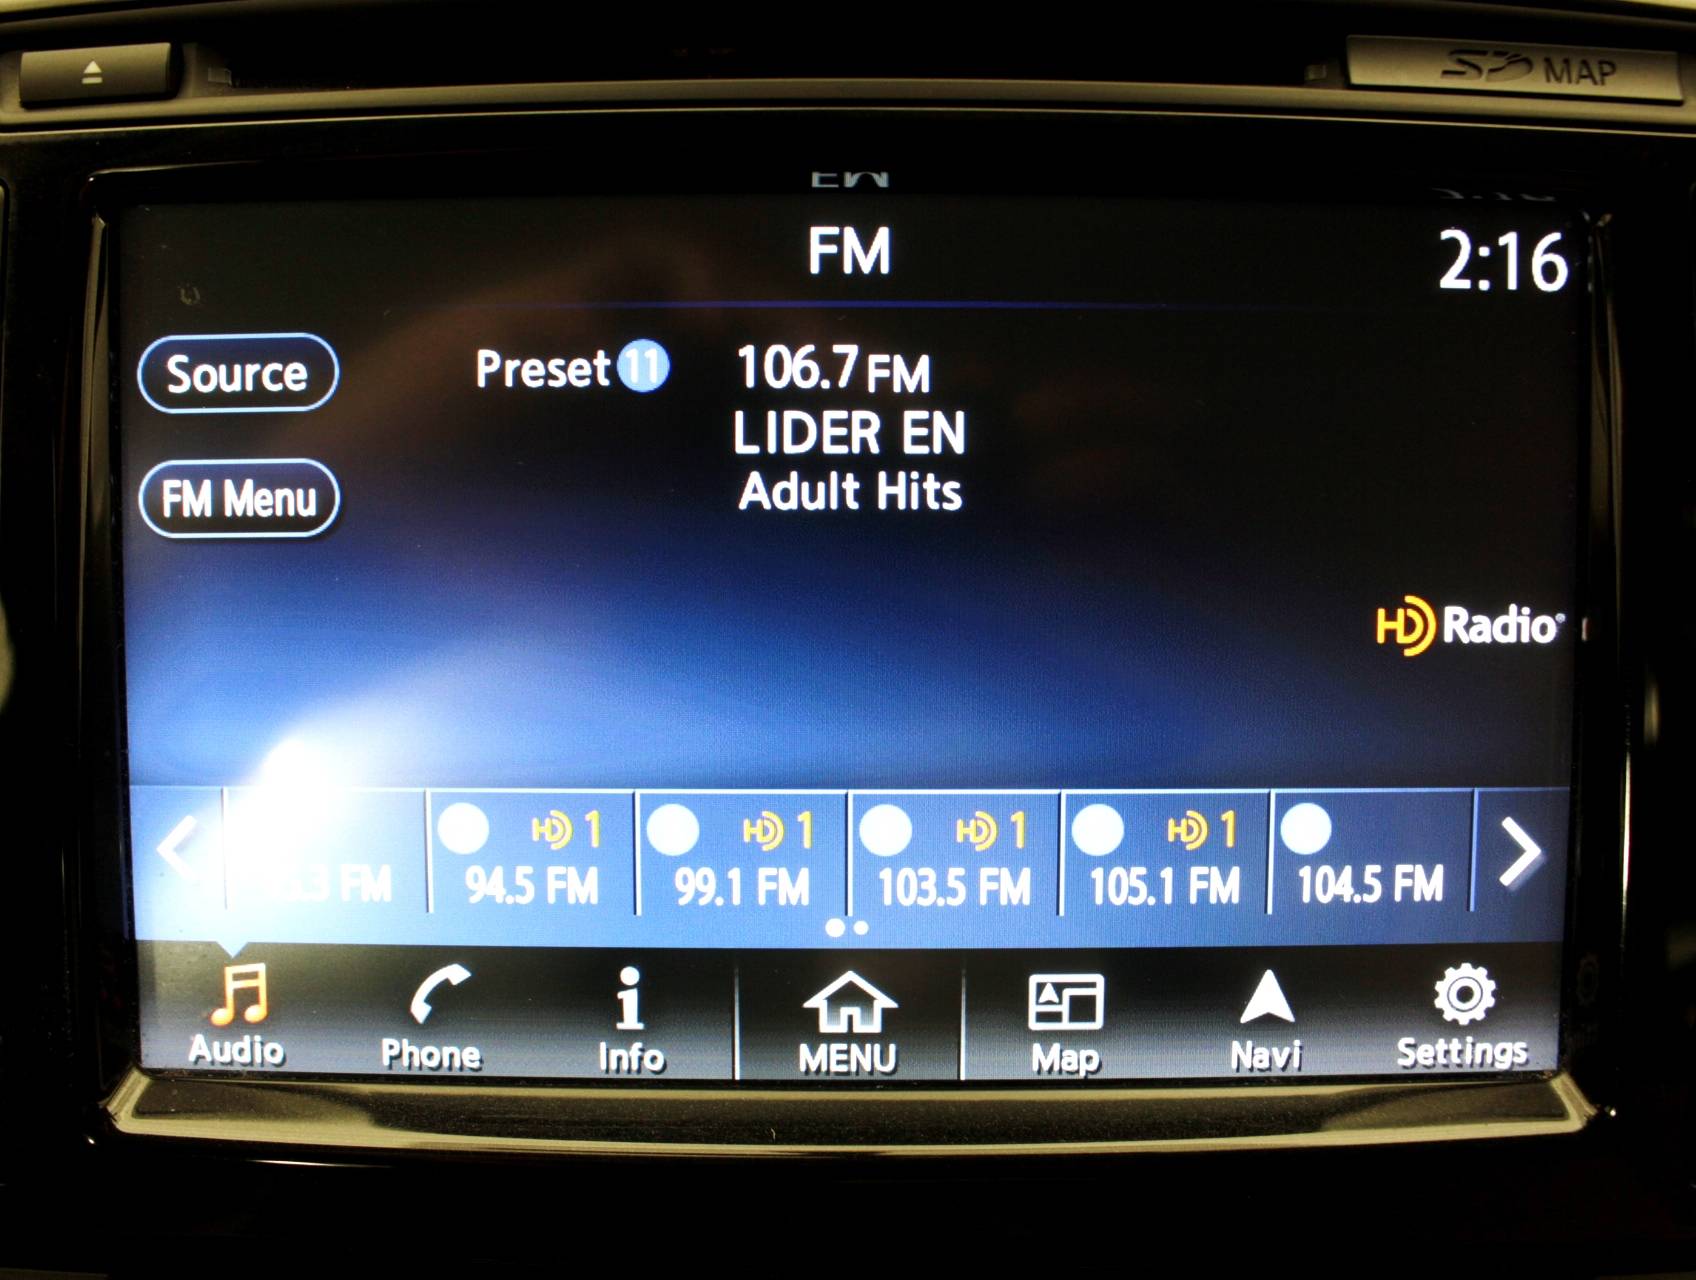 SD MAP
FM
2:16
Source
Preset 11
106.7 FM
LIDER EN
Adult Hits
FM Menu
HD Radio®
FM
HD 1
94.5 FM
HD 1
99.1 FM
HD 1
103.5 FM
HD 1
105.1 FM
104.5 FM
Audio
Phone
Info
MENU
Map
Navi
Settings